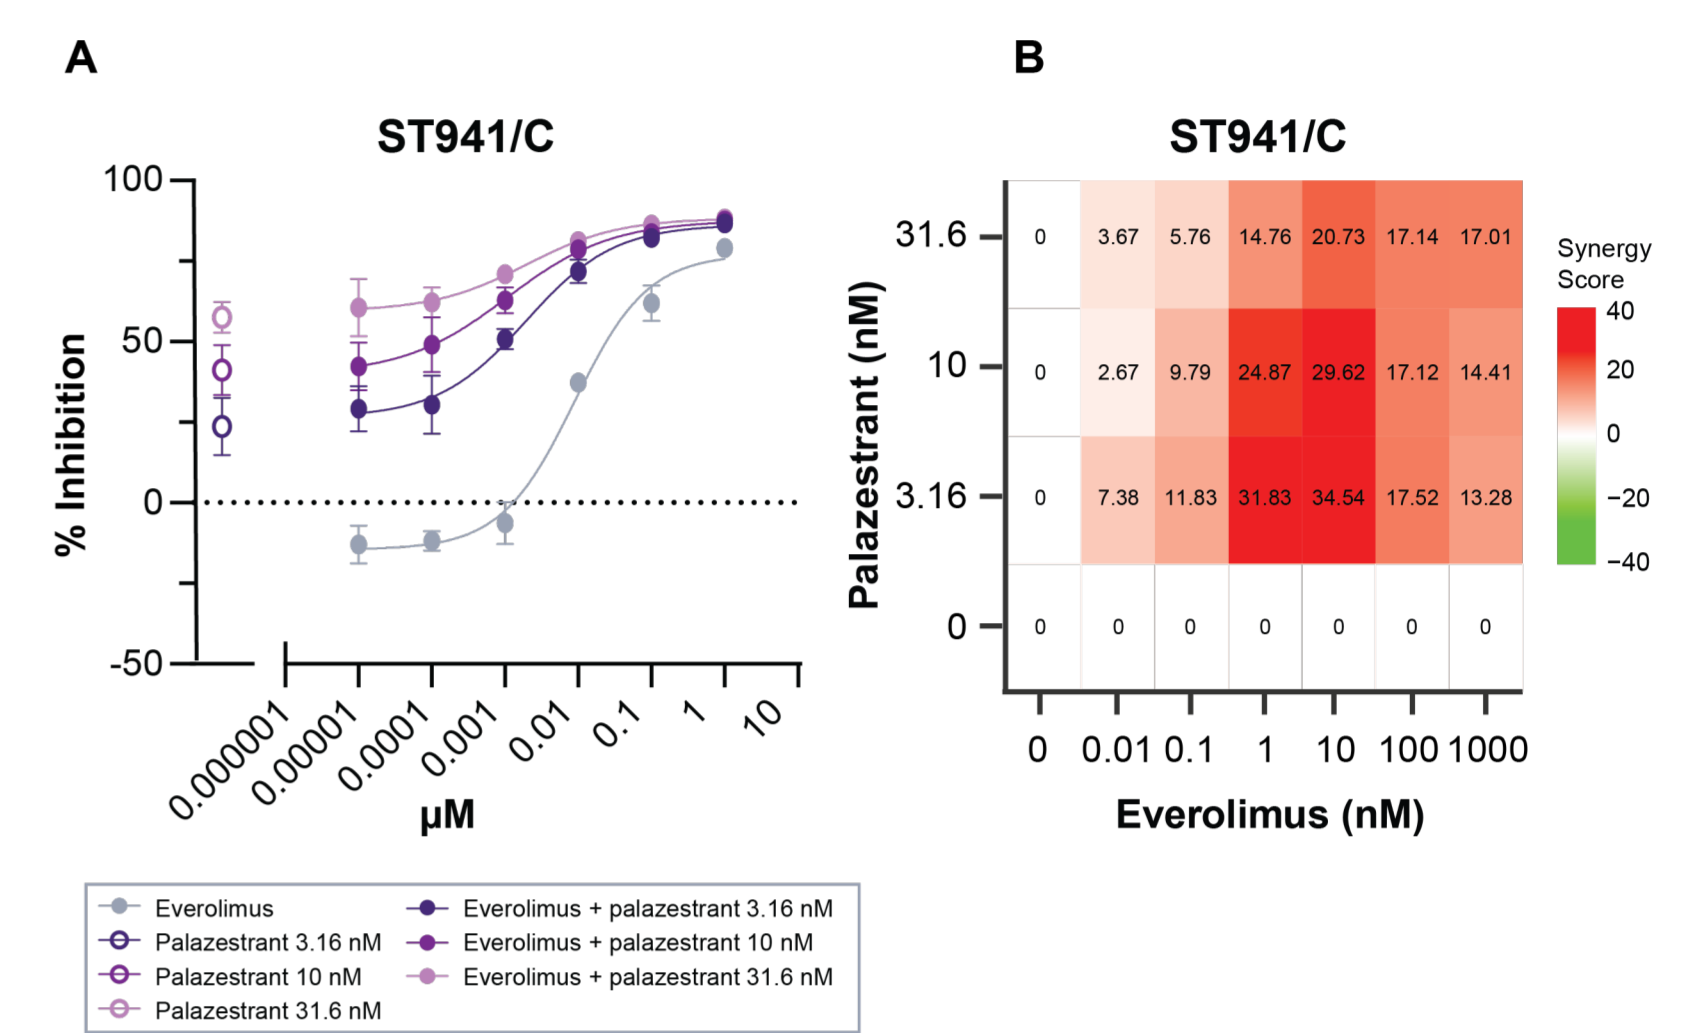 A
B
ST941/C
ST941/C
100
50
0
-50
% Inhibition
0.000001
0.00001
0.0001
0.001
0.01
0.1
1
10
µM
Palazestrant (nM)
31.6
10
3.16
0
0 3.67 5.76 14.76 20.73 17.14 17.01
0 2.67 9.79 24.87 29.62 17.12 14.41
0 7.38 11.83 31.83 34.54 17.52 13.28
0 0 0 0 0 0 0
0 0.01 0.1 1 10 100 1000
Everolimus (nM)
Synergy
Score
40
20
0
−20
−40
Everolimus
Palazestrant 3.16 nM
Palazestrant 10 nM
Palazestrant 31.6 nM
Everolimus + palazestrant 3.16 nM
Everolimus + palazestrant 10 nM
Everolimus + palazestrant 31.6 nM